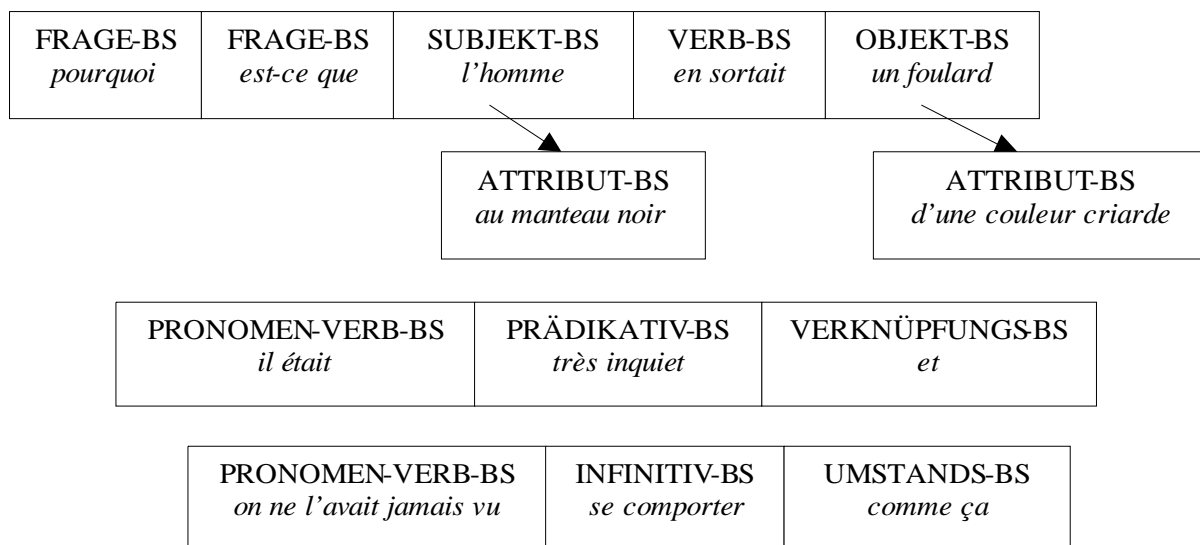 FRAGE-BS FRAGE-BS SUBJEKT-BS VERB-BS OBJEKT-BS
pourquoi est-ce que l’homme en sortait un foulard
ATTRIBUT-BS ATTRIBUT-BS
au manteau noir d’une couleur criarde
PRONOMEN-VERB-BS PRÄDIKATIV-BS VERKNÜPFUNGS-BS
il était très inquiet et
PRONOMEN-VERB-BS INFINITIV-BS UMSTANDS-BS
on ne l’avait jamais vu se comporter comme ça